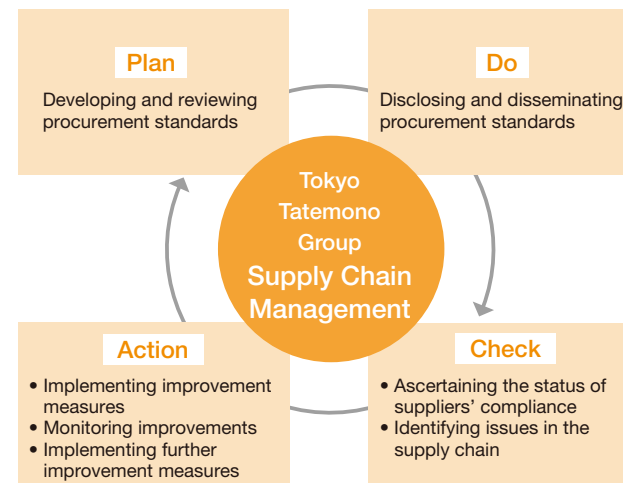 Plan
Developing and reviewing
procurement standards
Do
Disclosing and disseminating
procurement standards
Tokyo
Tatemono
Group
Supply Chain
Management
Action
• Implementing improvement
measures
• Monitoring improvements
• Implementing further
improvement measures
Check
• Ascertaining the status of
suppliers’ compliance
• Identifying issues in the
supply chain